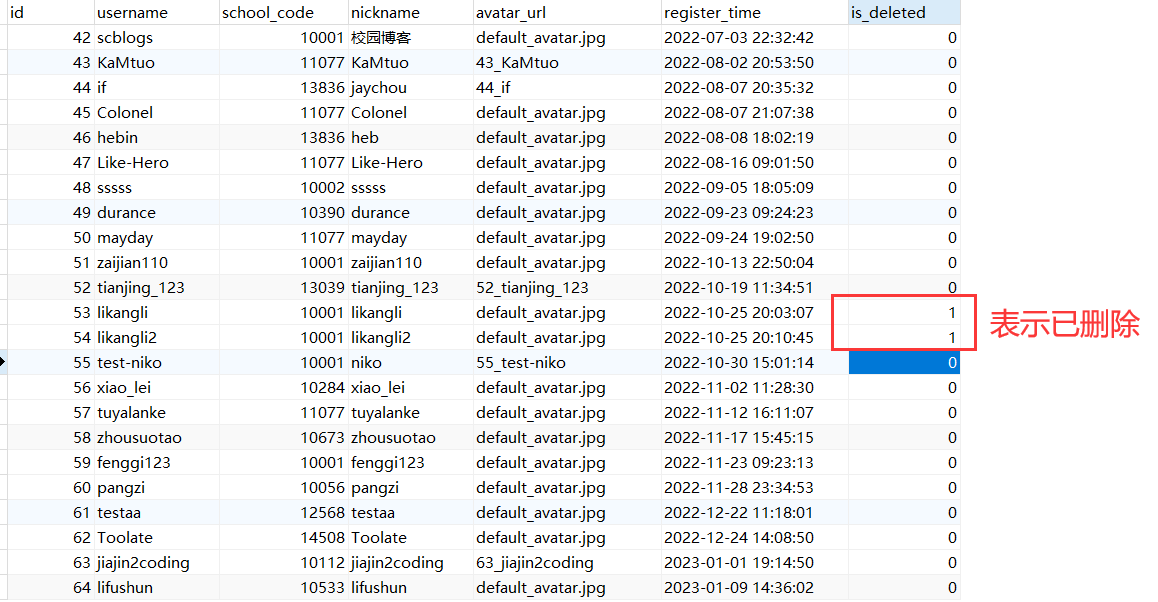 id username school_code nickname avatar_url register_time is_deleted
42 scblogs 10001 校园博客 default_avatar.jpg 2022-07-03 22:32:42 0
43 KaMtuo 11077 KaMtuo 43_KaMtuo 2022-08-02 20:53:50 0
44 if 13836 jaychou 44_if 2022-08-07 20:35:32 0
45 Colonel 11077 Colonel default_avatar.jpg 2022-08-07 21:07:38 0
46 hebin 13836 heb default_avatar.jpg 2022-08-08 18:02:19 0
47 Like-Hero 11077 Like-Hero default_avatar.jpg 2022-08-16 09:01:50 0
48 sssss 10002 sssss default_avatar.jpg 2022-09-05 18:05:09 0
49 durance 10390 durance default_avatar.jpg 2022-09-23 09:24:23 0
50 mayday 11077 mayday default_avatar.jpg 2022-09-24 19:02:50 0
51 zaijian110 10001 zaijian110 default_avatar.jpg 2022-10-13 22:50:04 0
52 tianjing_123 13039 tianjing_123 52_tianjing_123 2022-10-19 11:34:51 0
53 likangli 10001 likangli default_avatar.jpg 2022-10-25 20:03:07 1
表示已删除
54 likangli2 10001 likangli2 default_avatar.jpg 2022-10-25 20:10:45 1
55 test-niko 10001 niko 55_test-niko 2022-10-30 15:01:14 0
56 xiao_lei 10284 xiao_lei default_avatar.jpg 2022-11-02 11:28:30 0
57 tuyalanke 11077 tuyalanke default_avatar.jpg 2022-11-12 16:11:07 0
58 zhousuotao 10673 zhousuotao default_avatar.jpg 2022-11-17 15:45:15 0
59 fenggi123 10001 fenggi123 default_avatar.jpg 2022-11-23 09:23:13 0
60 pangzi 10056 pangzi default_avatar.jpg 2022-11-28 23:34:53 0
61 testaa 12568 testaa default_avatar.jpg 2022-12-22 11:18:01 0
62 Toolate 14508 Toolate default_avatar.jpg 2022-12-24 14:08:50 0
63 jiajin2coding 10112 jiajin2coding 63_jiajin2coding 2023-01-01 19:14:50 0
64 lifushun 10533 lifushun default_avatar.jpg 2023-01-09 14:36:02 0